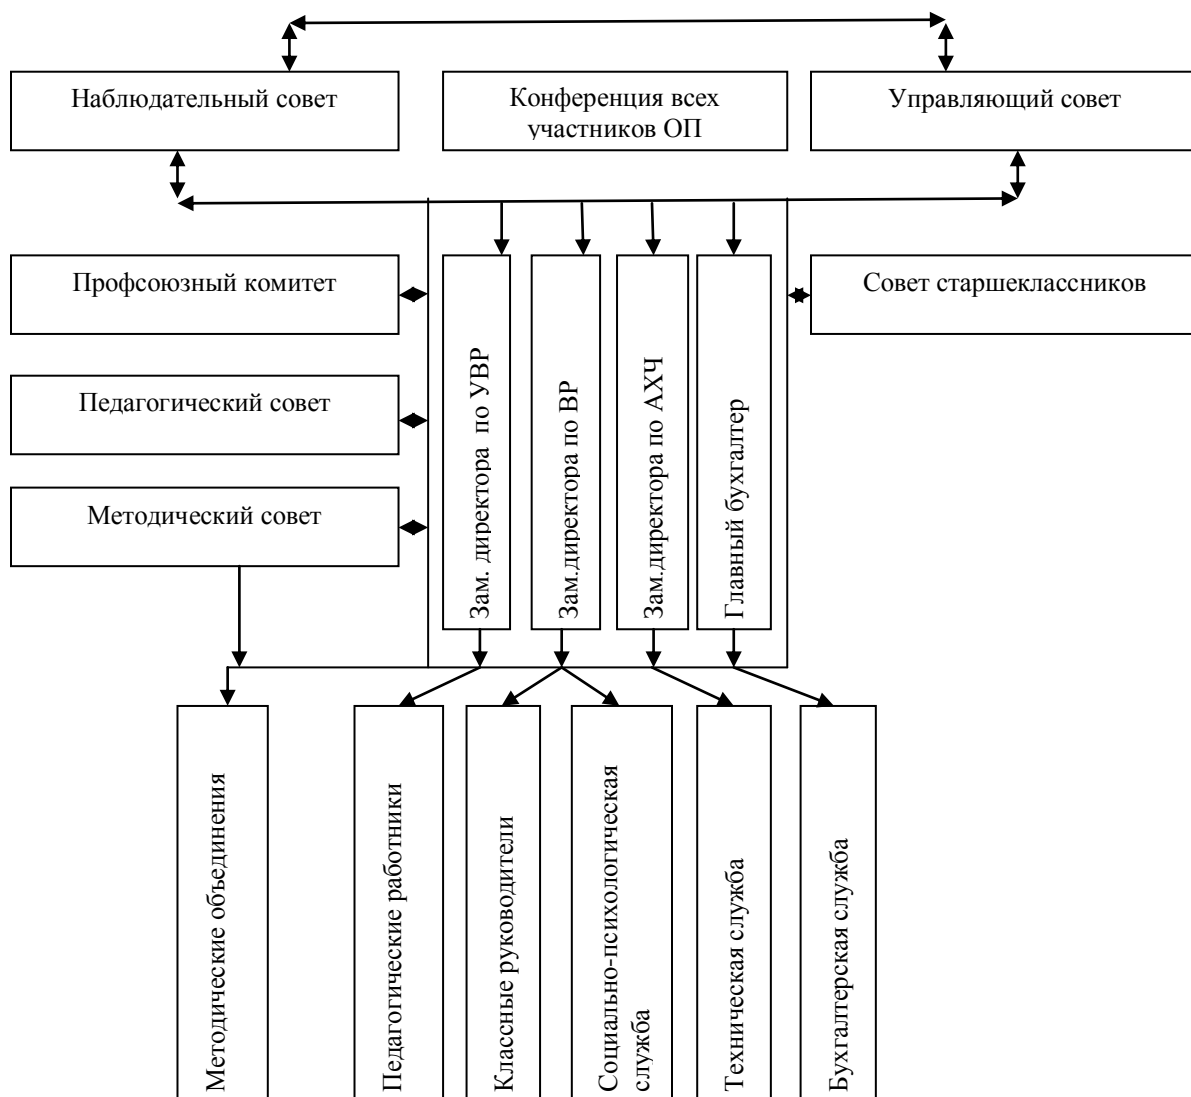 Наблюдательный совет
Конференция всех
участников ОП
Управляющий совет
Профсоюзный комитет
Совет старшеклассников
Педагогический совет
Методический совет
Зам. директора  по УВР
Зам.директора по ВР
Зам.директора по АХЧ
Главный бухгалтер
Методические объединения
Педагогические работники
Классные руководители
Социально-психологическая
служба
Техническая служба
Бухгалтерская служба